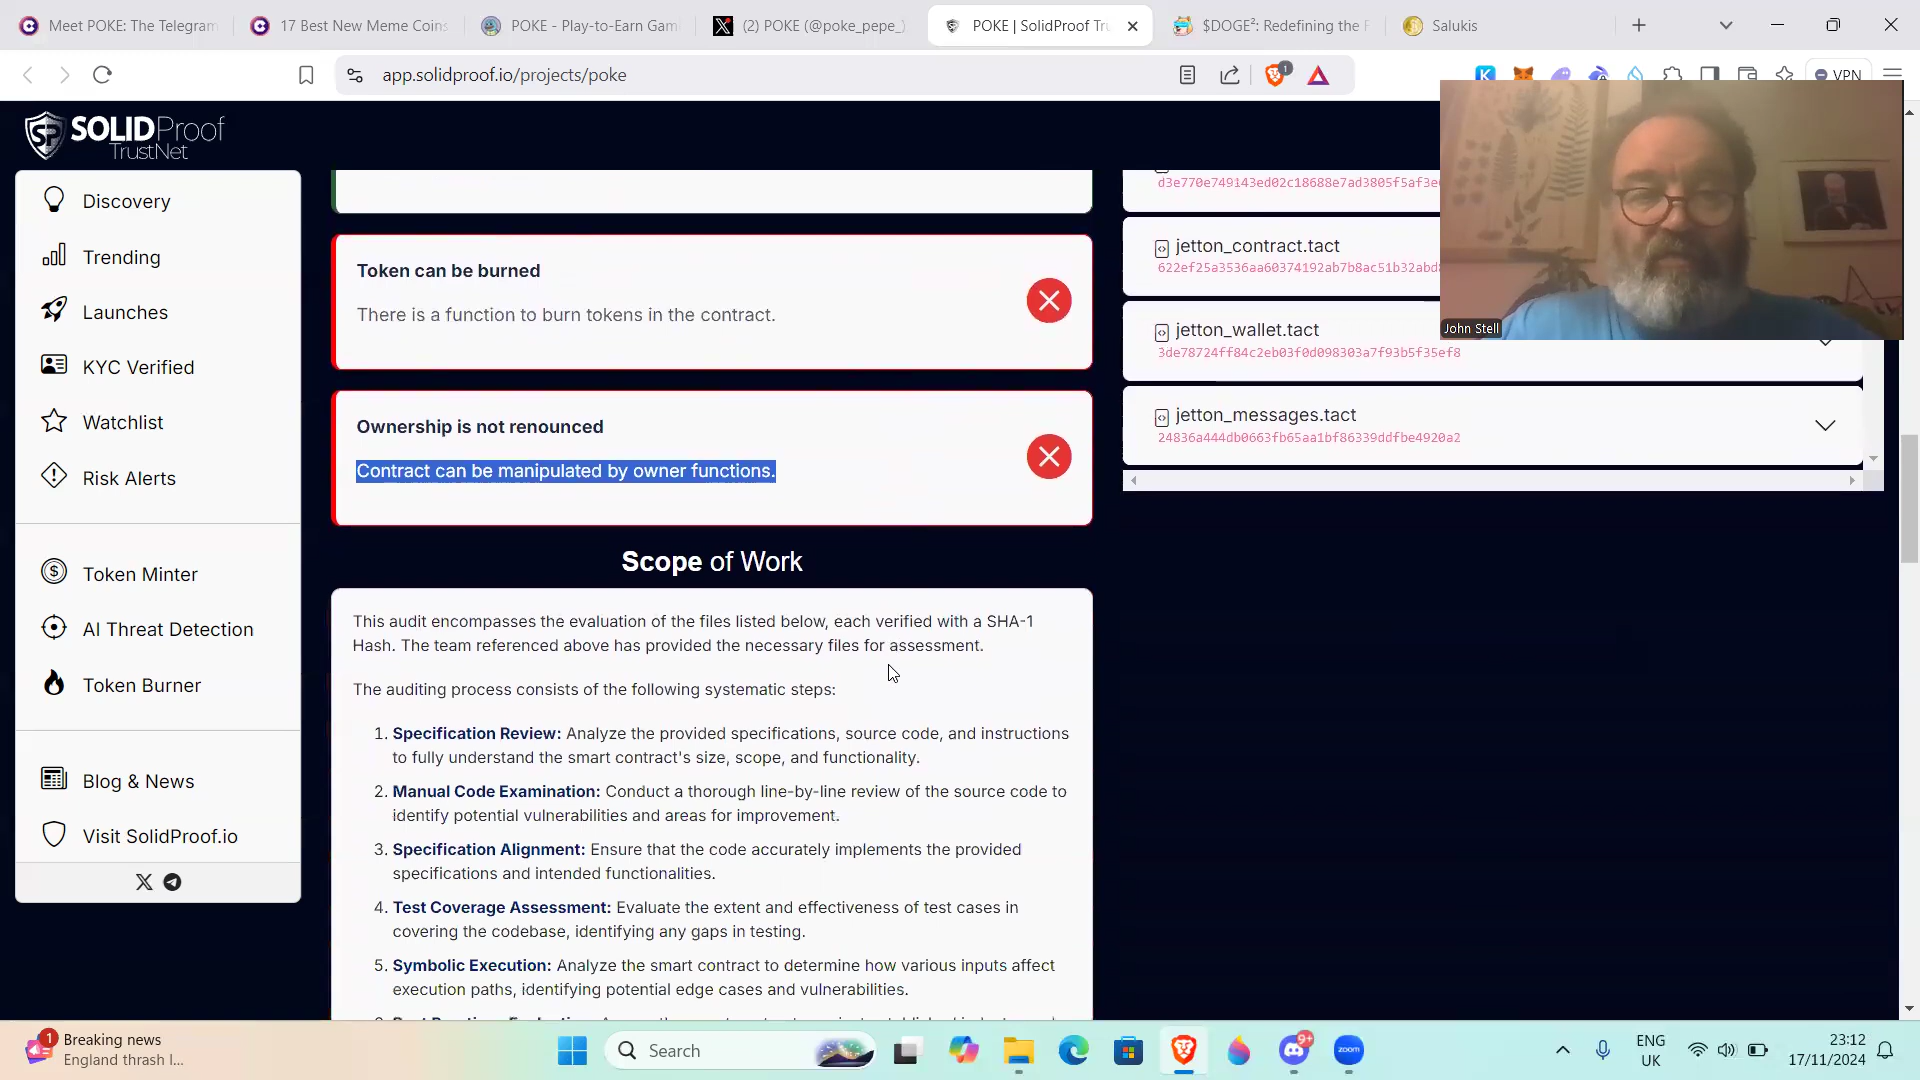 Meet POKE: The Telegram
17 Best New Meme Coins
POKE - Play-to-Earn Gam
(2) POKE (@poke_pepe_)
POKE | SolidProof Tru
$DOGE²: Redefining the F
Salukis
app.solidproof.io/projects/poke
1
VPN
SP
SOLIDProof
TrustNet
Discovery
Trending
Launches
KYC Verified
Watchlist
Risk Alerts
Token Minter
AI Threat Detection
Token Burner
Blog & News
Visit SolidProof.io
Token can be burned
There is a function to burn tokens in the contract.
Ownership is not renounced
Contract can be manipulated by owner functions.
Scope of Work
This audit encompasses the evaluation of the files listed below, each verified with a SHA-1
Hash. The team referenced above has provided the necessary files for assessment.
The auditing process consists of the following systematic steps:
1. Specification Review: Analyze the provided specifications, source code, and instructions
to fully understand the smart contract's size, scope, and functionality.
2. Manual Code Examination: Conduct a thorough line-by-line review of the source code to
identify potential vulnerabilities and areas for improvement.
3. Specification Alignment: Ensure that the code accurately implements the provided
specifications and intended functionalities.
4. Test Coverage Assessment: Evaluate the extent and effectiveness of test cases in
covering the codebase, identifying any gaps in testing.
5. Symbolic Execution: Analyze the smart contract to determine how various inputs affect
execution paths, identifying potential edge cases and vulnerabilities.
d3e770e749143ed02c18688e7ad3805f5af3e
jetton_contract.tact
622ef25a3536aa60374192ab7b8ac51b32abd
jetton_wallet.tact
3de78724ff84c2eb03f0d098303a7f93b5f35ef8
jetton_messages.tact
24836a444db0663fb65aa1bf86339ddfbe4920a2
John Stell
1
Breaking news
England thrash I...
Search
9+
zoom
ENG
UK
23:12
17/11/2024